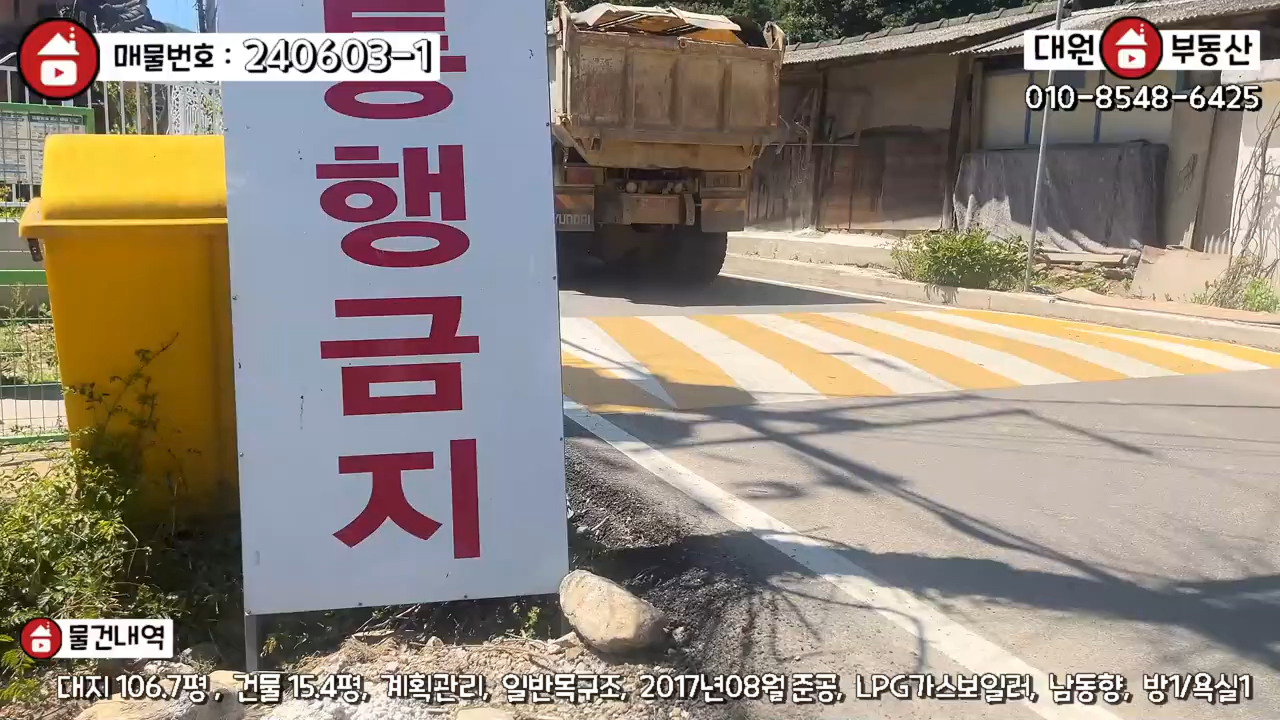 매물번호 : 240603-1
대원 부동산
010-8548-6425
행
금
지
HYUNDAI
물건내역
대지 106.7평, 건물 15.4평, 계획관리, 일반목구조, 2017년08월 준공, LPG가스보일러, 남동향, 방1/욕실1